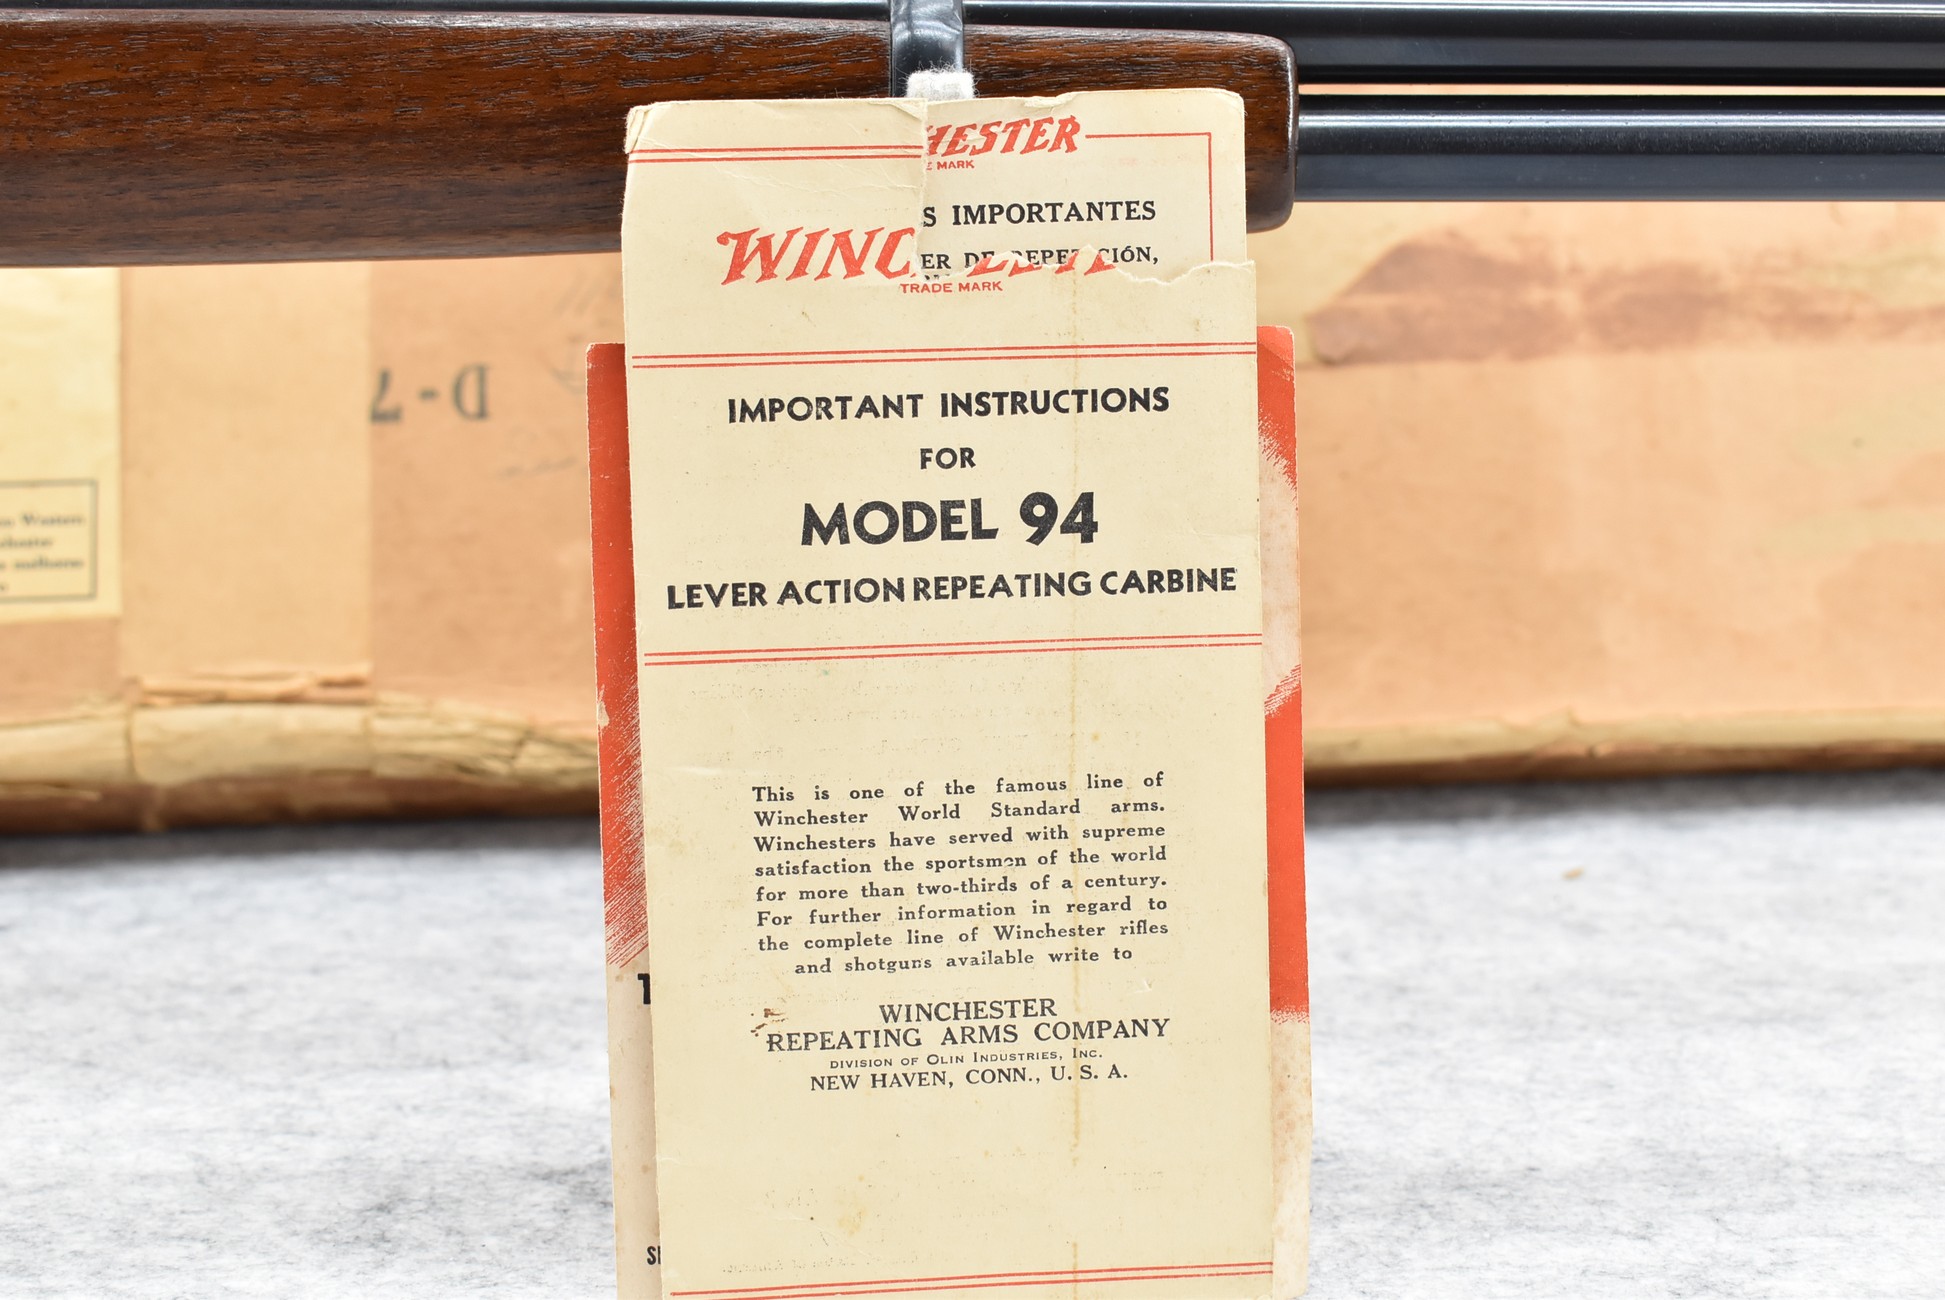 HESTER
E MARK
S IMPORTANTES
ER DE REPETICIÓN,
WINC
TRADE MARK
IMPORTANT INSTRUCTIONS
FOR
MODEL 94
LEVER ACTION REPEATING CARBINE
This is one of the famous line of
Winchester World Standard arms.
Winchesters have served with supreme
satisfaction the sportsmen of the world
for more than two-thirds of a century.
For further information in regard to
the complete line of Winchester rifles
and shotguns available write to
WINCHESTER
REPEATING ARMS COMPANY
DIVISION OF OLIN INDUSTRIES, INC.
NEW HAVEN, CONN., U. S. A.
D-7
Western